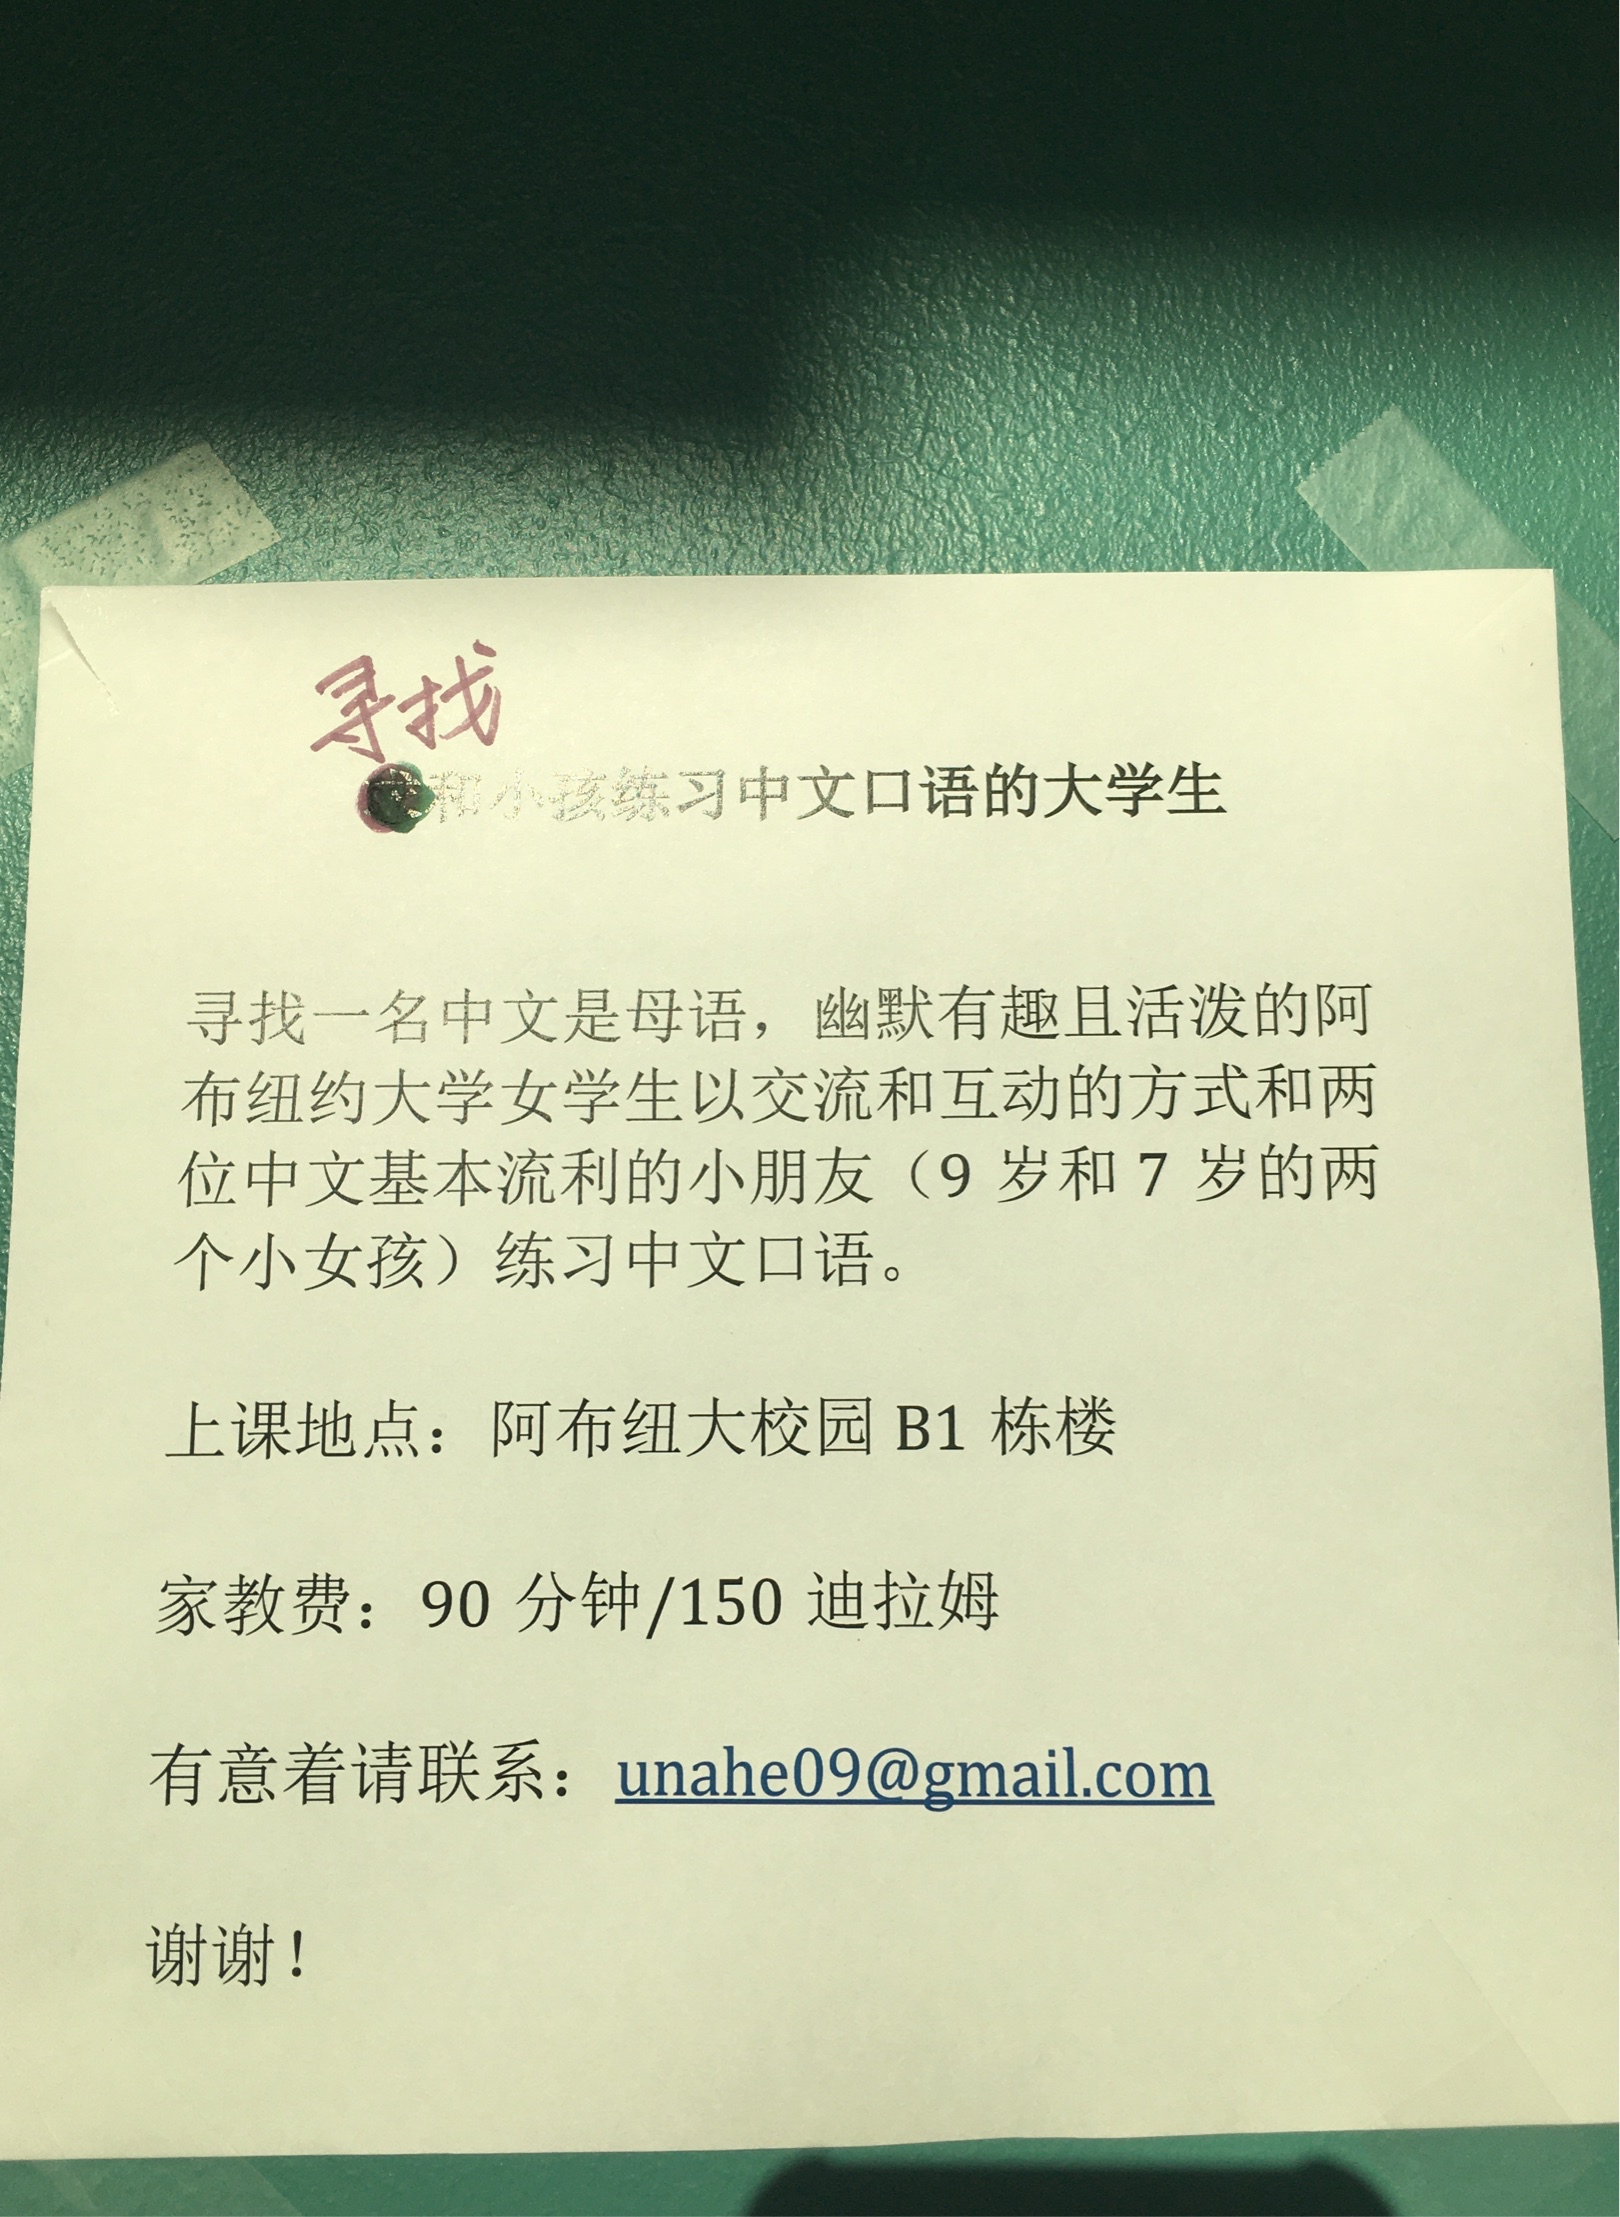 寻找
和小孩练习中文口语的大学生
寻找一名中文是母语，幽默有趣且活泼的阿
布纽约大学女学生以交流和互动的方式和两
位中文基本流利的小朋友（9 岁和 7 岁的两
个小女孩）练习中文口语。
上课地点：阿布纽大校园 B1 栋楼
家教费：90 分钟/150 迪拉姆
有意着请联系：unahe09@gmail.com
谢谢！